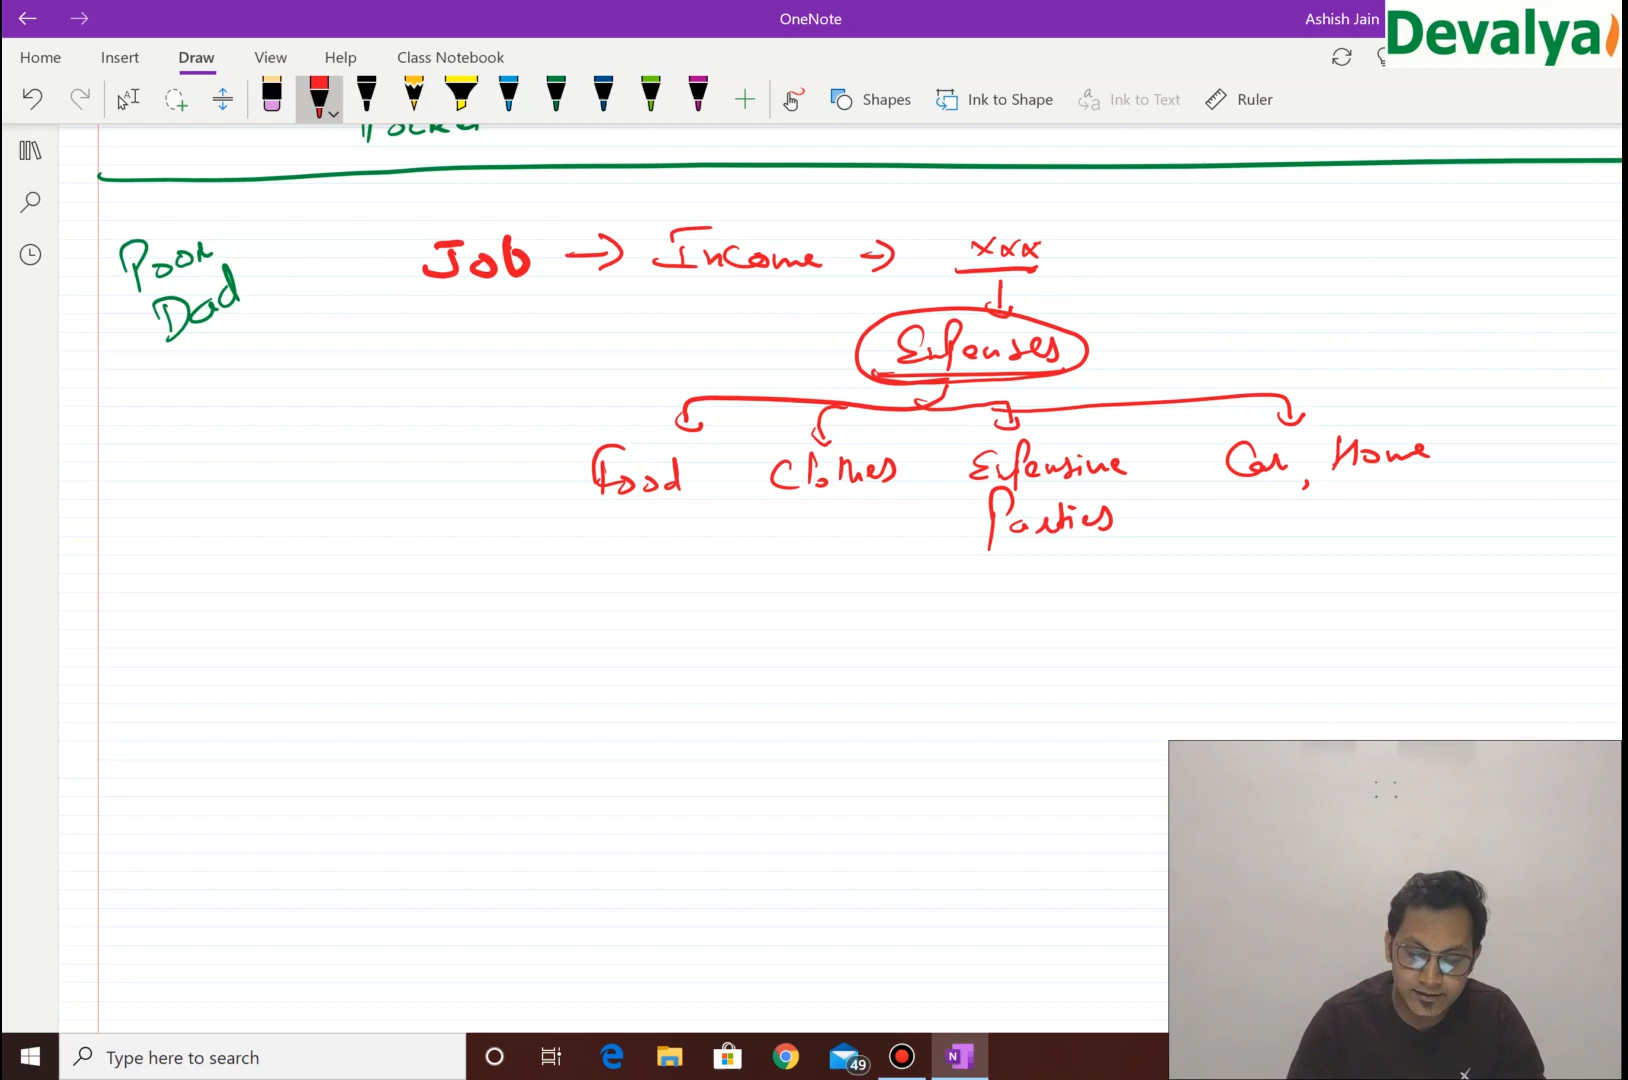 OneNote
Ashish Jain
Devalya
Home Insert Draw View Help Class Notebook
Shapes Ink to Shape Ink to Text Ruler
Pocket
Poor Dad
Job → Income → xxx
Expenses
Food Clothes Expensive Parties Car, Home
Type here to search
49